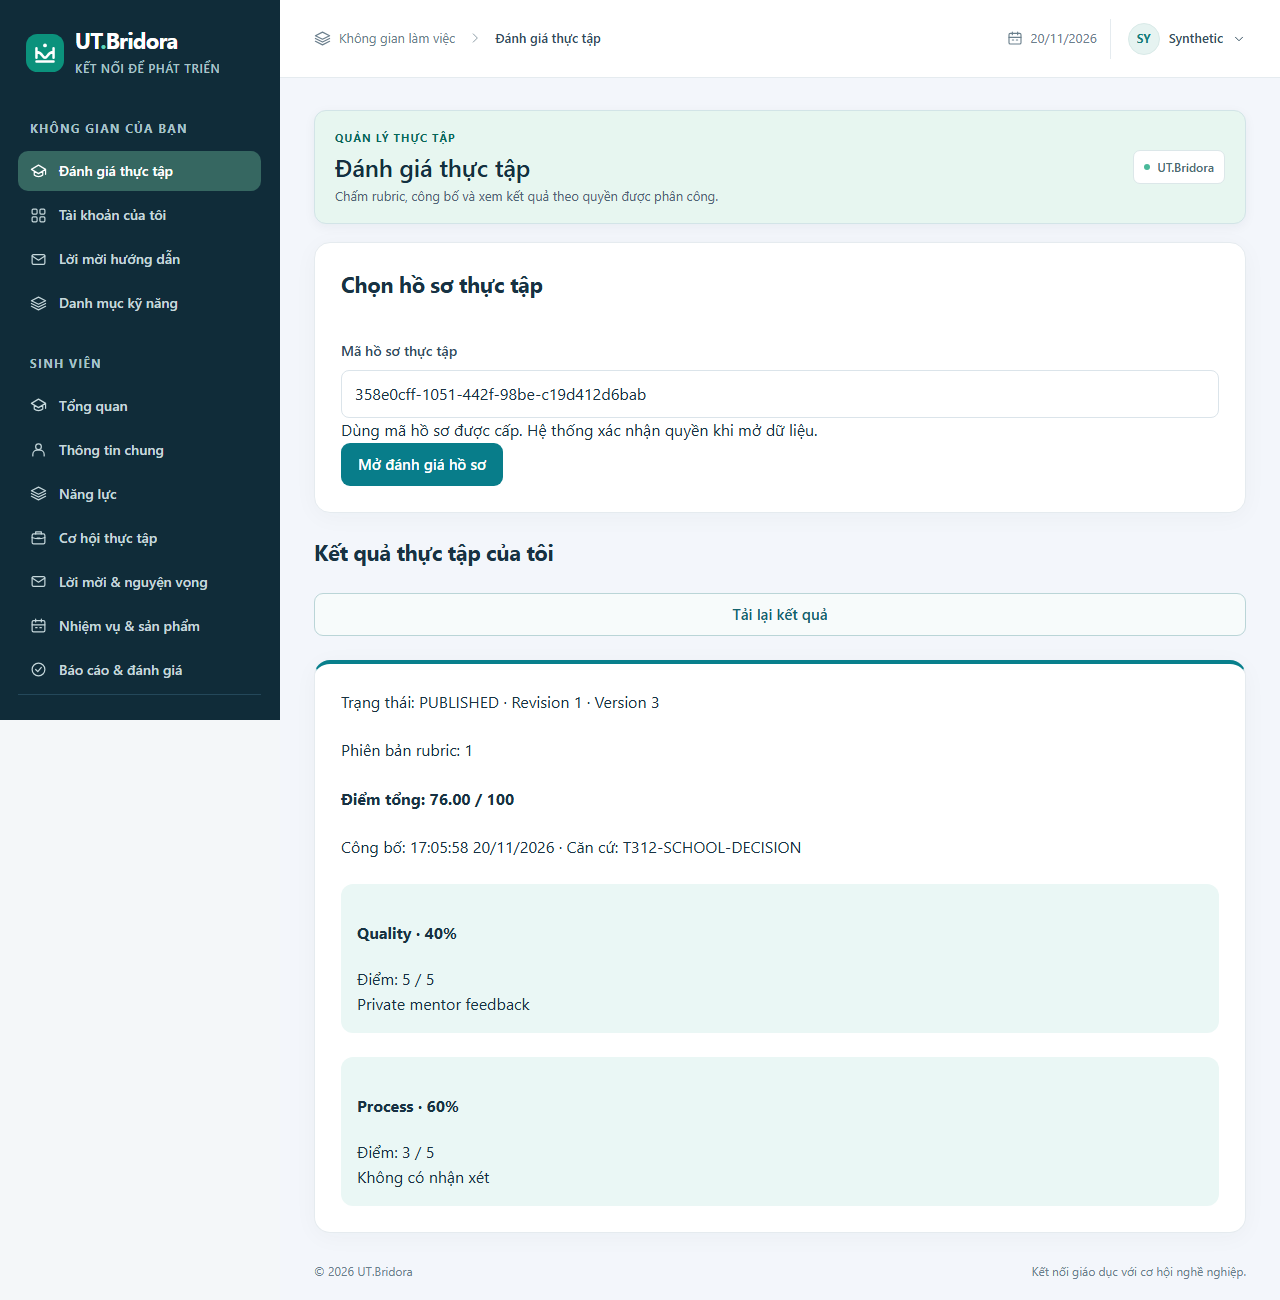 UT.Bridora
KẾT NỐI ĐỂ PHÁT TRIỂN
KHÔNG GIAN CỦA BẠN
Đánh giá thực tập
Tài khoản của tôi
Lời mời hướng dẫn
Danh mục kỹ năng
SINH VIÊN
Tổng quan
Thông tin chung
Năng lực
Cơ hội thực tập
Lời mời & nguyện vọng
Nhiệm vụ & sản phẩm
Báo cáo & đánh giá
Không gian làm việc
Đánh giá thực tập
20/11/2026
SY
Synthetic
QUẢN LÝ THỰC TẬP
Đánh giá thực tập
Chấm rubric, công bố và xem kết quả theo quyền được phân công.
UT.Bridora
Chọn hồ sơ thực tập
Mã hồ sơ thực tập
358e0cff-1051-442f-98be-c19d412d6bab
Dùng mã hồ sơ được cấp. Hệ thống xác nhận quyền khi mở dữ liệu.
Mở đánh giá hồ sơ
Kết quả thực tập của tôi
Tải lại kết quả
Trạng thái: PUBLISHED · Revision 1 · Version 3
Phiên bản rubric: 1
Điểm tổng: 76.00 / 100
Công bố: 17:05:58 20/11/2026 · Căn cứ: T312-SCHOOL-DECISION
Quality · 40%
Điểm: 5 / 5
Private mentor feedback
Process · 60%
Điểm: 3 / 5
Không có nhận xét
© 2026 UT.Bridora
Kết nối giáo dục với cơ hội nghề nghiệp.